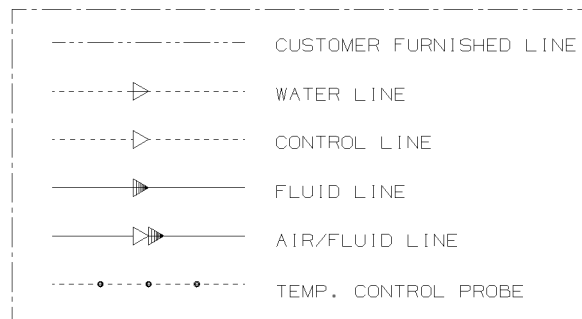 CUSTOMER FURNISHED LINE
WATER LINE
CONTROL LINE
FLUID LINE
AIR/FLUID LINE
TEMP. CONTROL PROBE